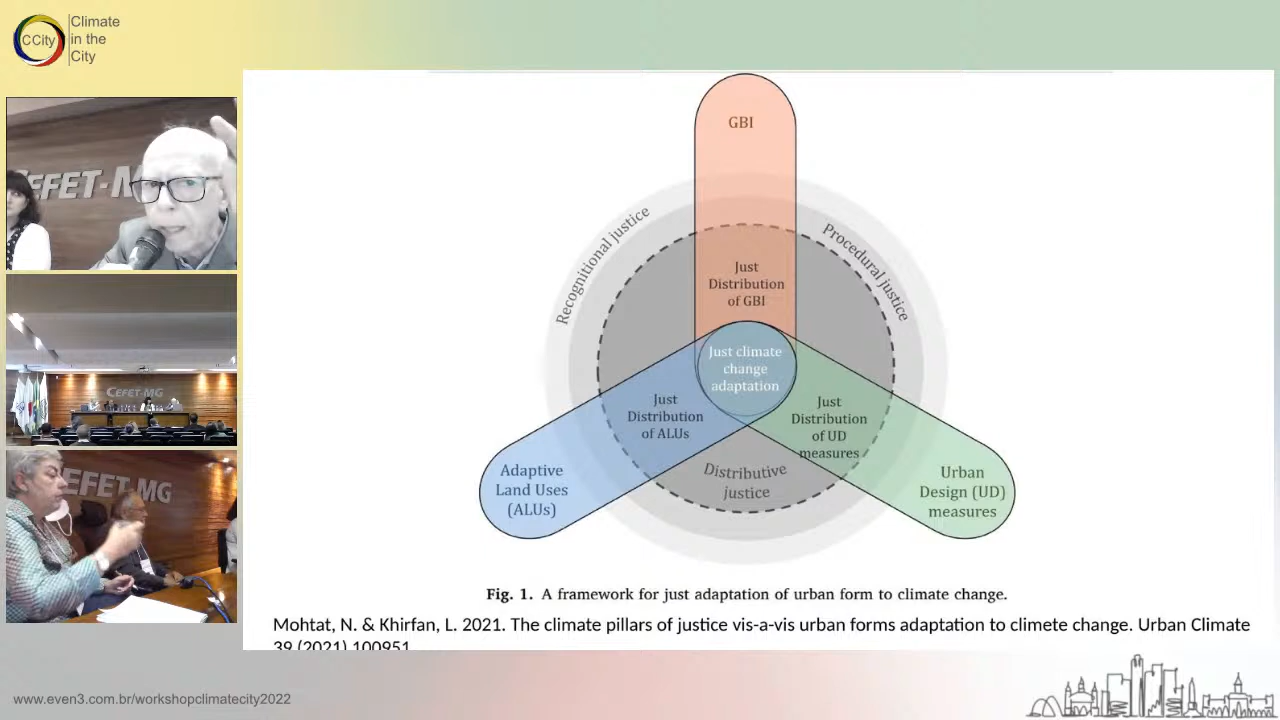 CCity
Climate
in the
City
CEFET-MG
EFET-MG
GBI
Recognitional justice
Procedural justice
Just
Distribution
of GBI
Just climate
change
adaptation
Just
Distribution
of ALUs
Just
Distribution
of UD
measures
Distributive
justice
Adaptive
Land Uses
(ALUs)
Urban
Design (UD)
measures
Fig. 1. A framework for just adaptation of urban form to climate change.
Mohtat, N. & Khirfan, L. 2021. The climate pillars of justice vis-a-vis urban forms adaptation to climete change. Urban Climate
39 (2021) 100951
www.even3.com.br/workshopclimatecity2022